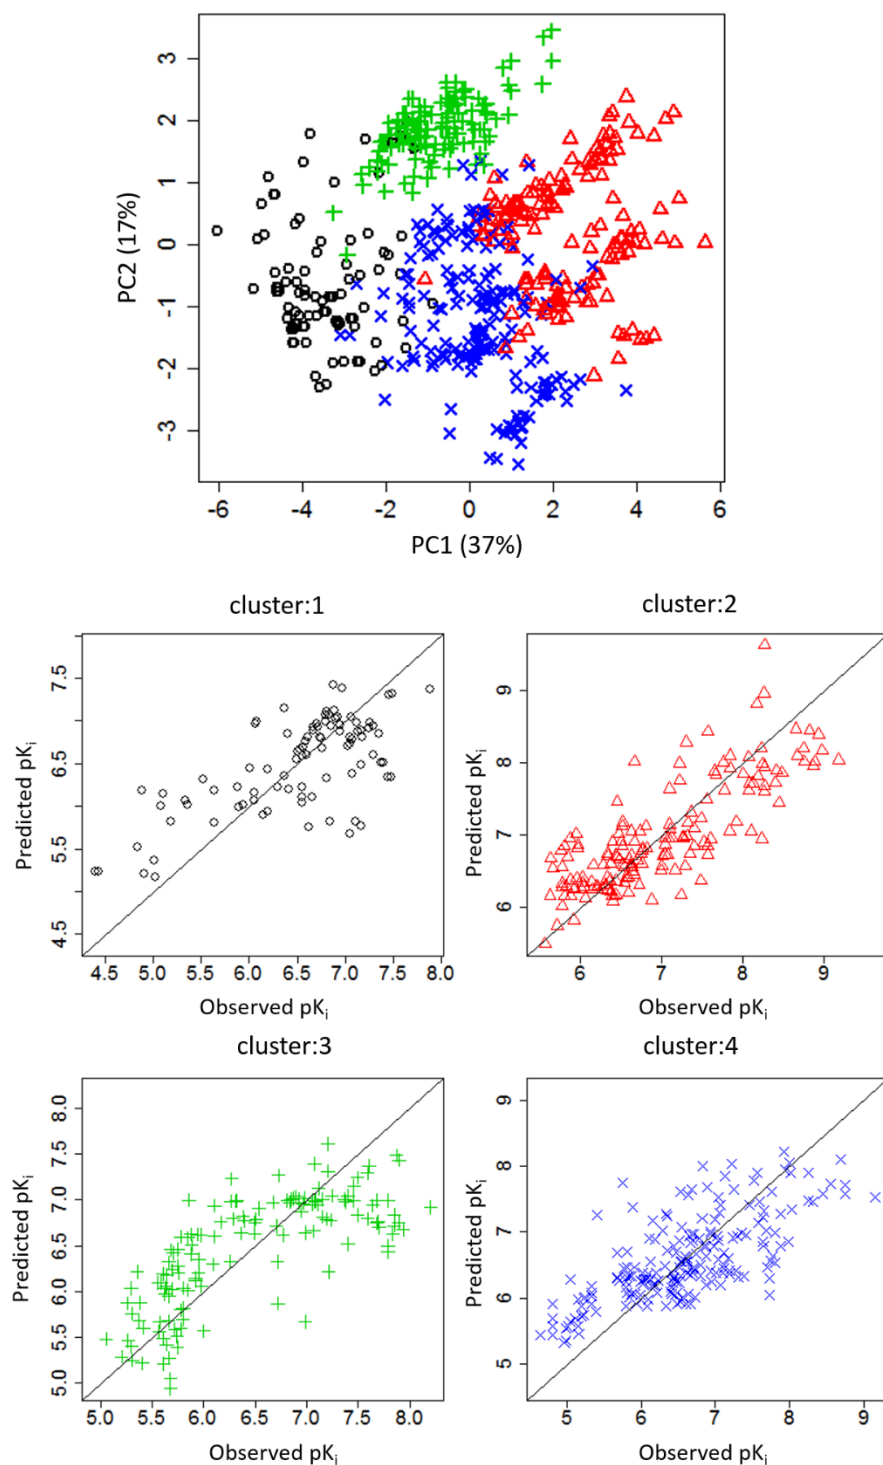 3
2
1
0
-1
-2
-3
PC2 (17%)
-6 -4 -2 0 2 4 6
PC1 (37%)
cluster:1
7.5
6.5
5.5
4.5
Predicted pKi
4.5 5.0 5.5 6.0 6.5 7.0 7.5 8.0
Observed pKi
cluster:2
9
8
7
6
Predicted pKi
6 7 8 9
Observed pKi
cluster:3
8.0
7.5
7.0
6.5
6.0
5.5
5.0
Predicted pKi
5.0 5.5 6.0 6.5 7.0 7.5 8.0
Observed pKi
cluster:4
9
8
7
6
5
Predicted pKi
5 6 7 8 9
Observed pKi